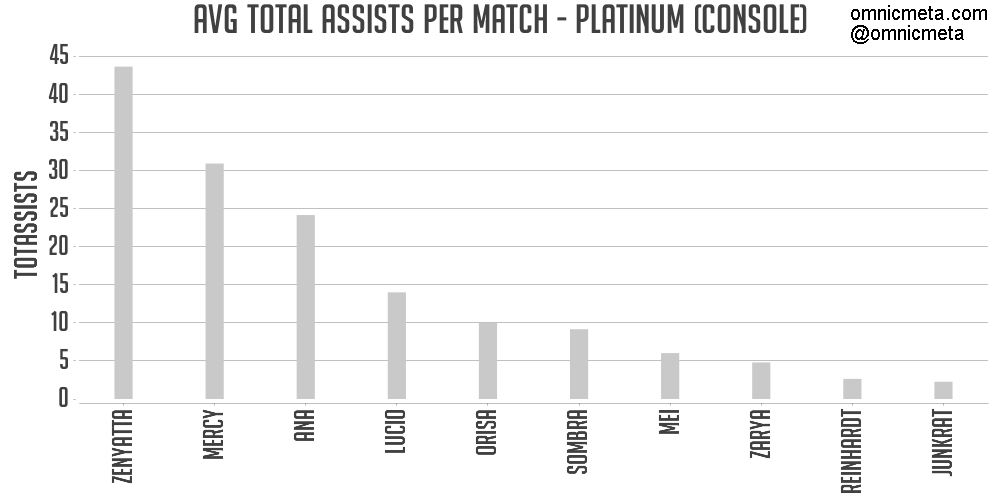 AVG TOTAL ASSISTS PER MATCH - PLATINUM (CONSOLE)
omnicmeta.com
@omnicmeta
TOTASSISTS
45
40
35
30
25
20
15
10
5
0
ZENYATTA
MERCY
ANA
LUCIO
ORISA
SOMBRA
MEI
ZARYA
REINHARDT
JUNKRAT